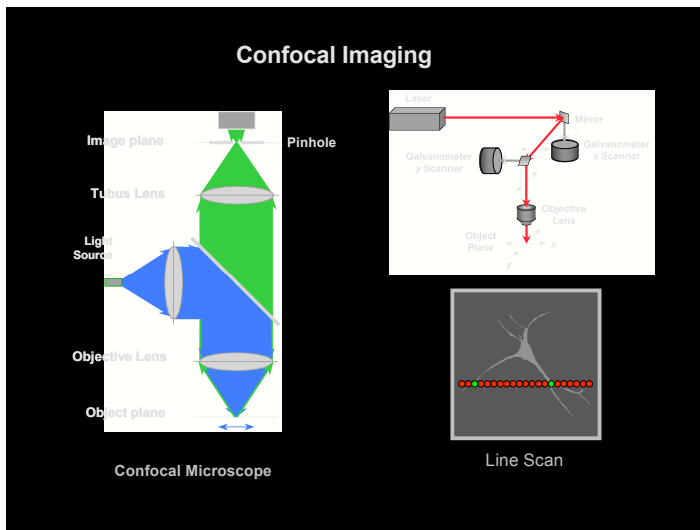 Confocal Imaging
Image plane
Pinhole
Tubus Lens
Light
Source
Objective Lens
Object plane
Confocal Microscope
Laser
Mirror
Galvanometer
x Scanner
Galvanometer
y Scanner
Objective
Lens
Object
Plane
x
y
Line Scan